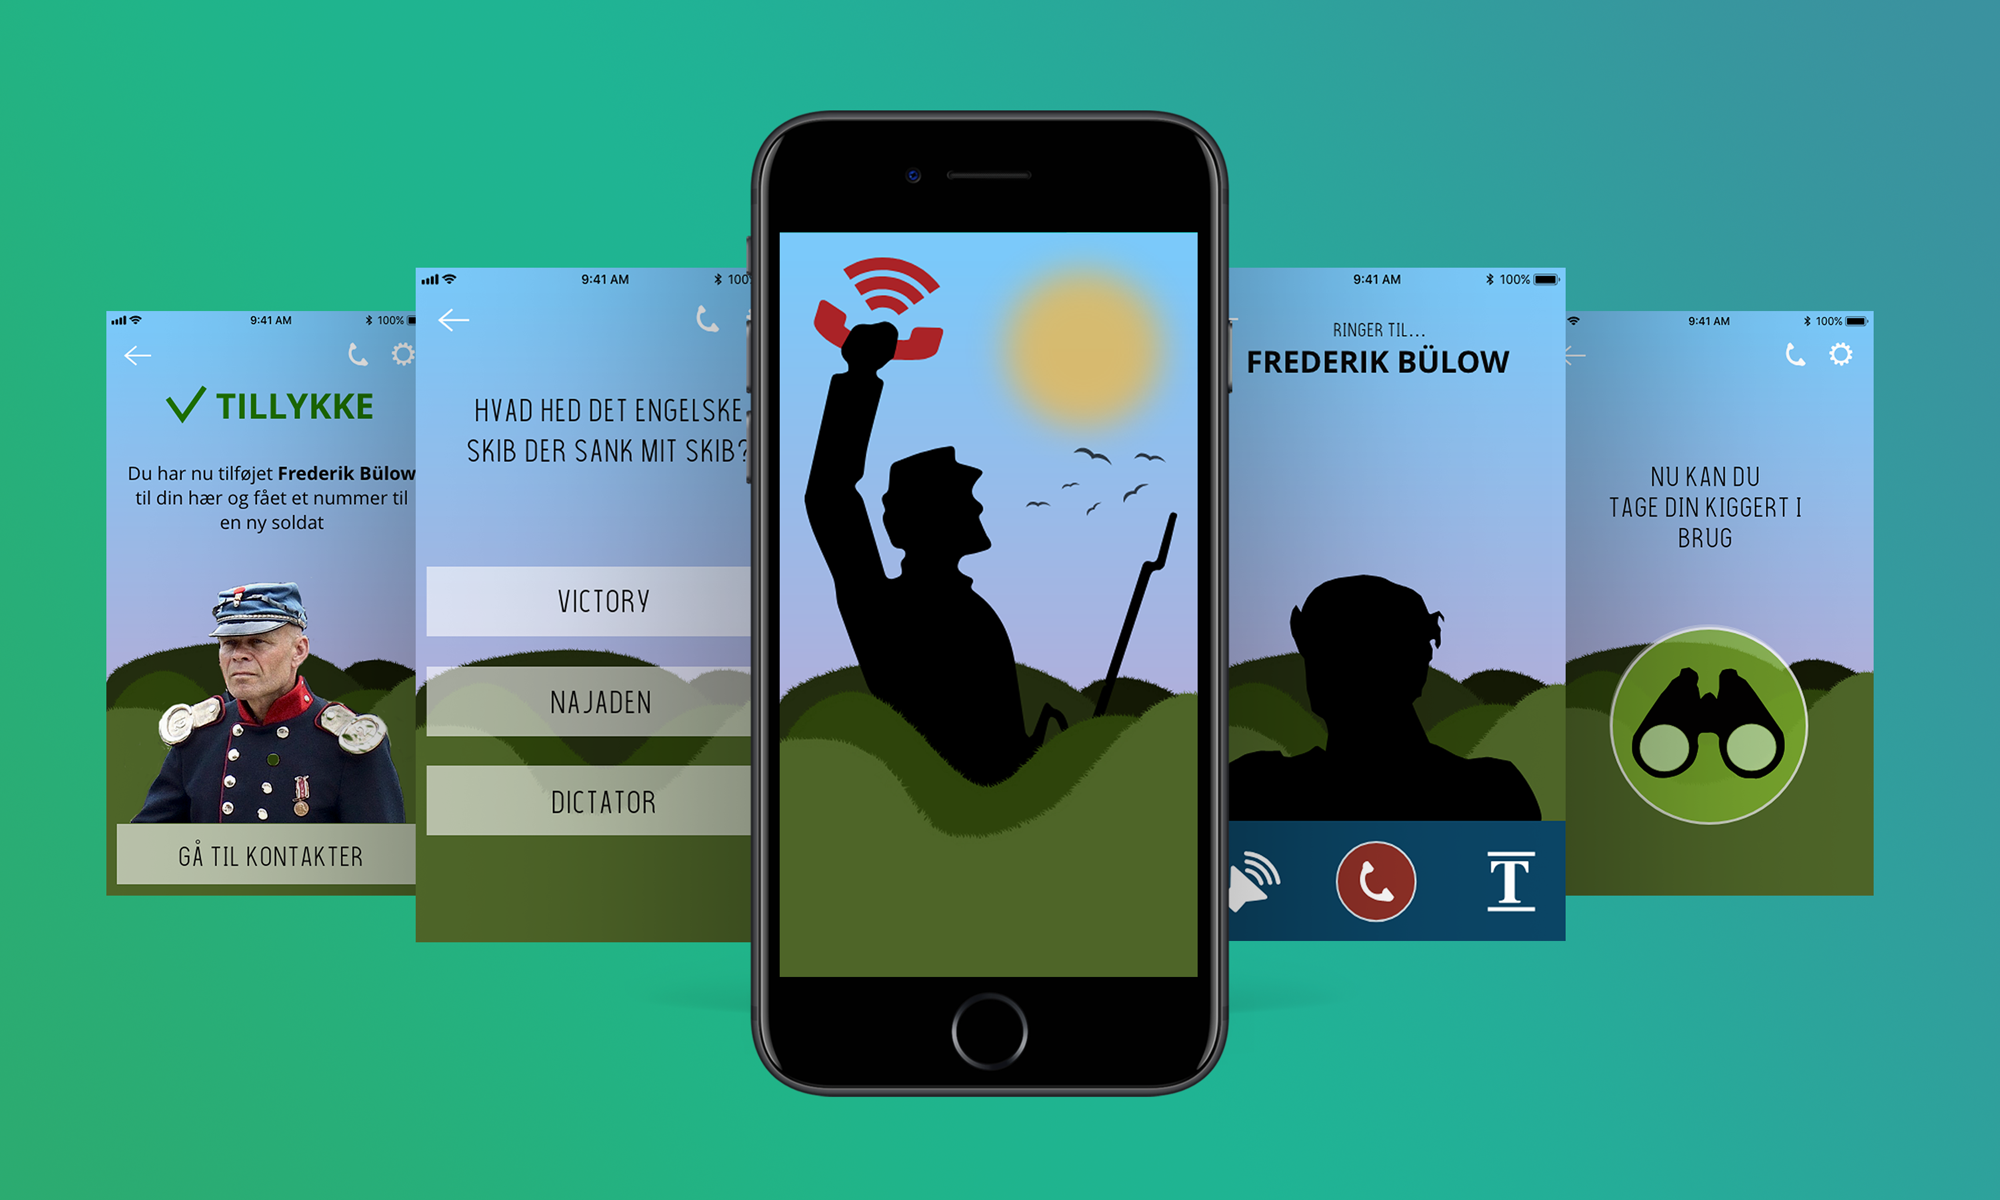 9:41 AM
100%
✓ TILLYKKE
Du har nu tilføjet Frederik Bülow
til din hær og fået et nummer til
en ny soldat
GÅ TIL KONTAKTER
9:41 AM
100
HVAD HED DET ENGELSKE
SKIB DER SANK MIT SKIB?
VICTORY
NAJADEN
DICTATOR
9:41 AM
100%
RINGER TIL...
FREDERIK BÜLOW
T
9:41 AM
100%
NU KAN DU
TAGE DIN KIGGERT I
BRUG